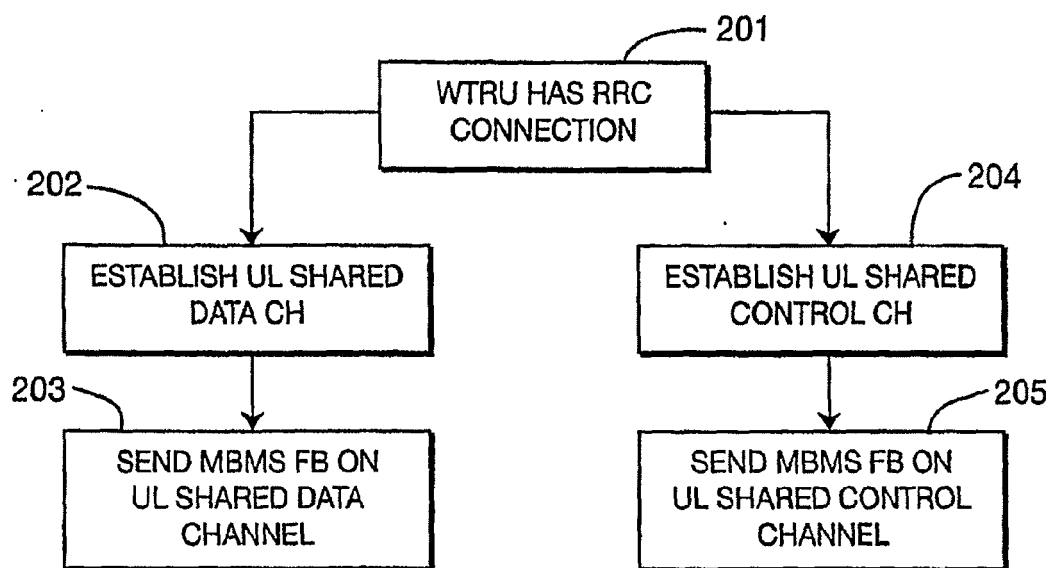 201
WTRU HAS RRC
CONNECTION
202
ESTABLISH UL SHARED
DATA CH
204
ESTABLISH UL SHARED
CONTROL CH
203
SEND MBMS FB ON
UL SHARED DATA
CHANNEL
205
SEND MBMS FB ON
UL SHARED CONTROL
CHANNEL